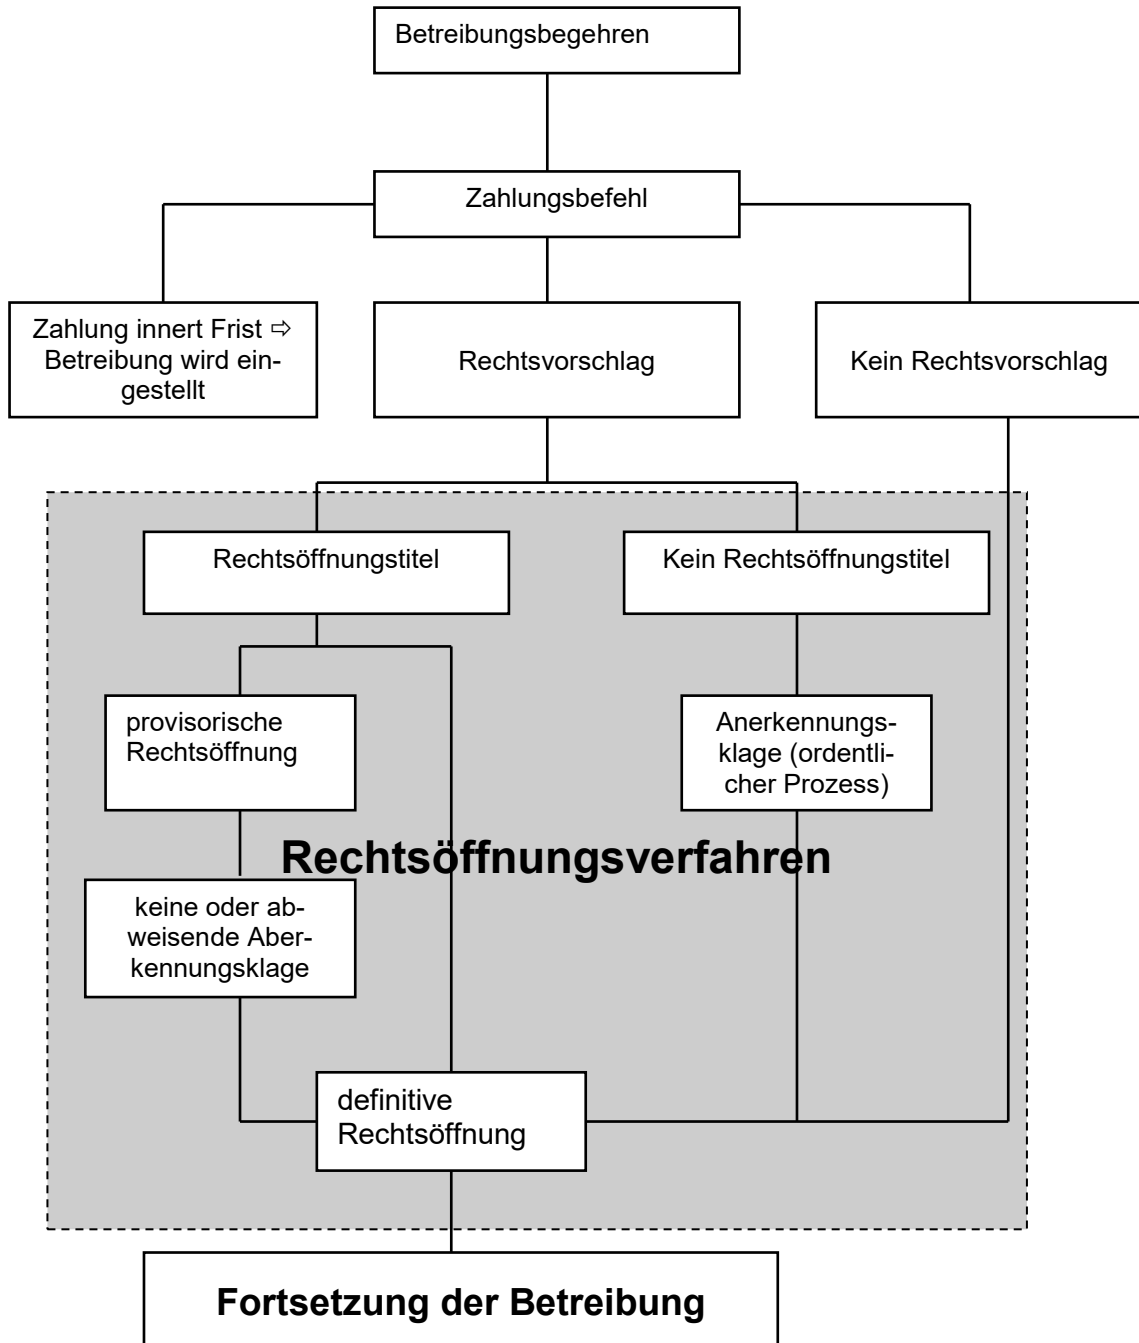 Betreibungsbegehren
Zahlungsbefehl
Zahlung innert Frist ⇨
Betreibung wird ein-
gestellt
Rechtsvorschlag
Kein Rechtsvorschlag
Rechtsöffnungstitel
Kein Rechtsöffnungstitel
provisorische
Rechtsöffnung
Anerkennungs-
klage (ordentli-
cher Prozess)
Rechtsöffnungsverfahren
keine oder ab-
weisende Aber-
kennungsklage
definitive
Rechtsöffnung
Fortsetzung der Betreibung